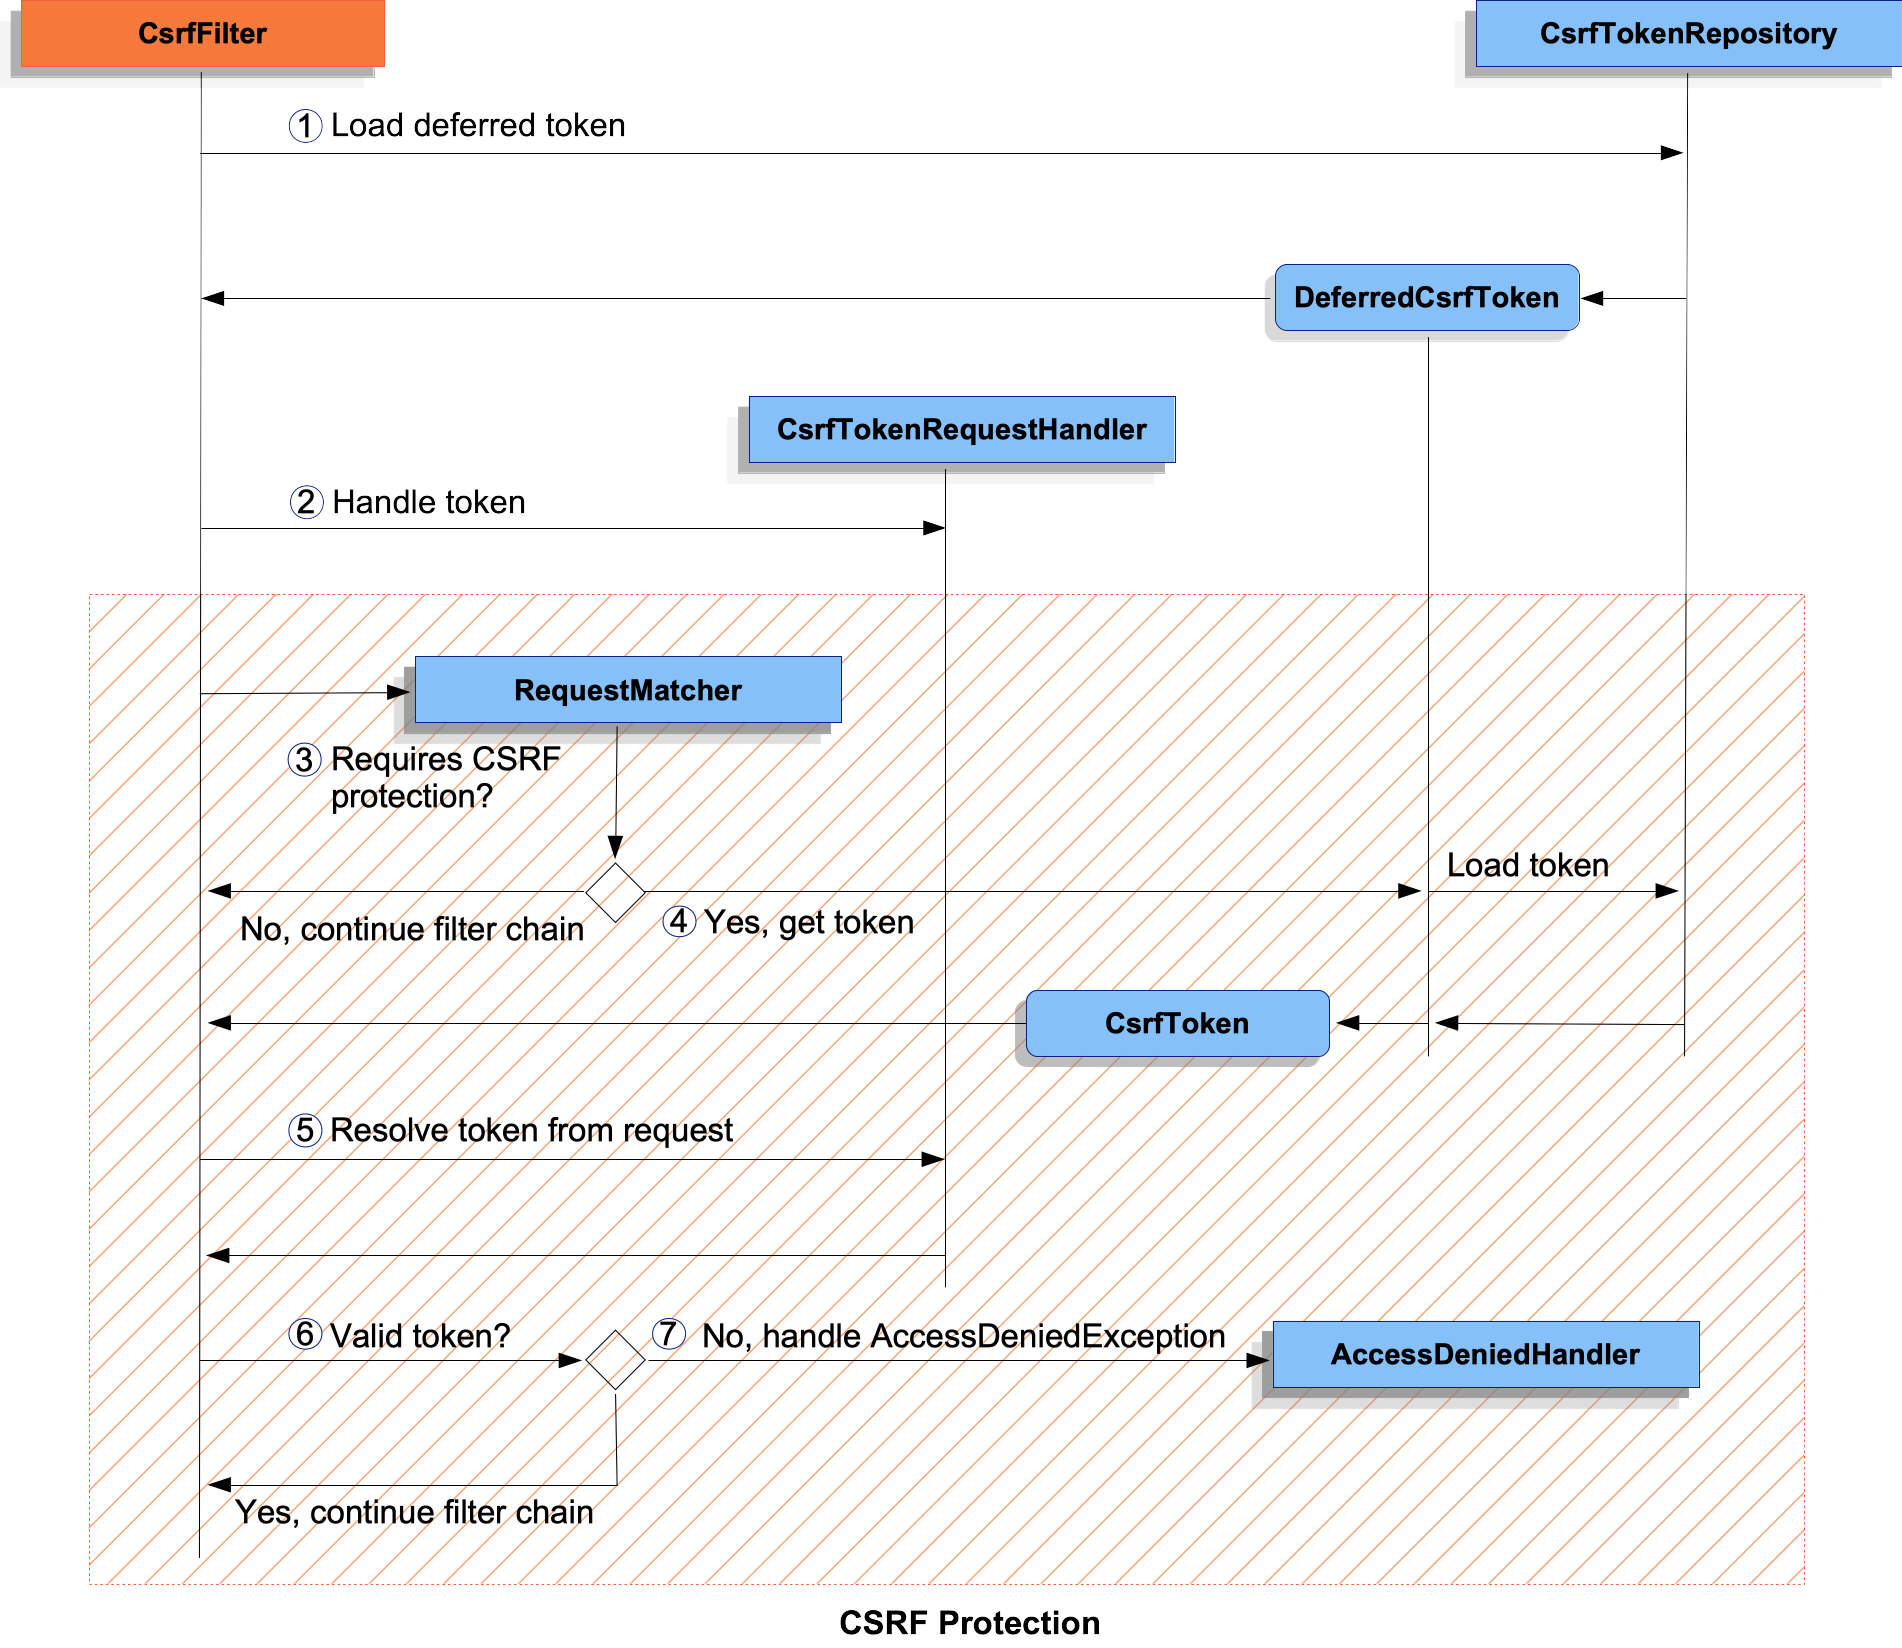 CsrfFilter
CsrfTokenRepository
① Load deferred token
DeferredCsrfToken
CsrfTokenRequestHandler
② Handle token
RequestMatcher
③ Requires CSRF
protection?
Load token
No, continue filter chain
④ Yes, get token
CsrfToken
⑤ Resolve token from request
⑥ Valid token?
⑦ No, handle AccessDeniedException
AccessDeniedHandler
Yes, continue filter chain
CSRF Protection